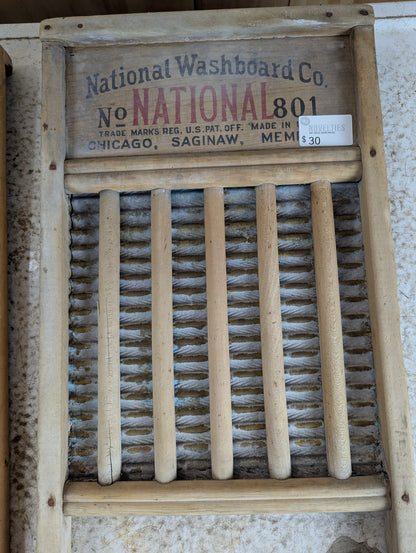 National Washboard Co.
No NATIONAL 801
TRADE MARKS REG. U.S. PAT. OFF. MADE IN
CHICAGO, SAGINAW, MEM
NOVELTIES
$ 30